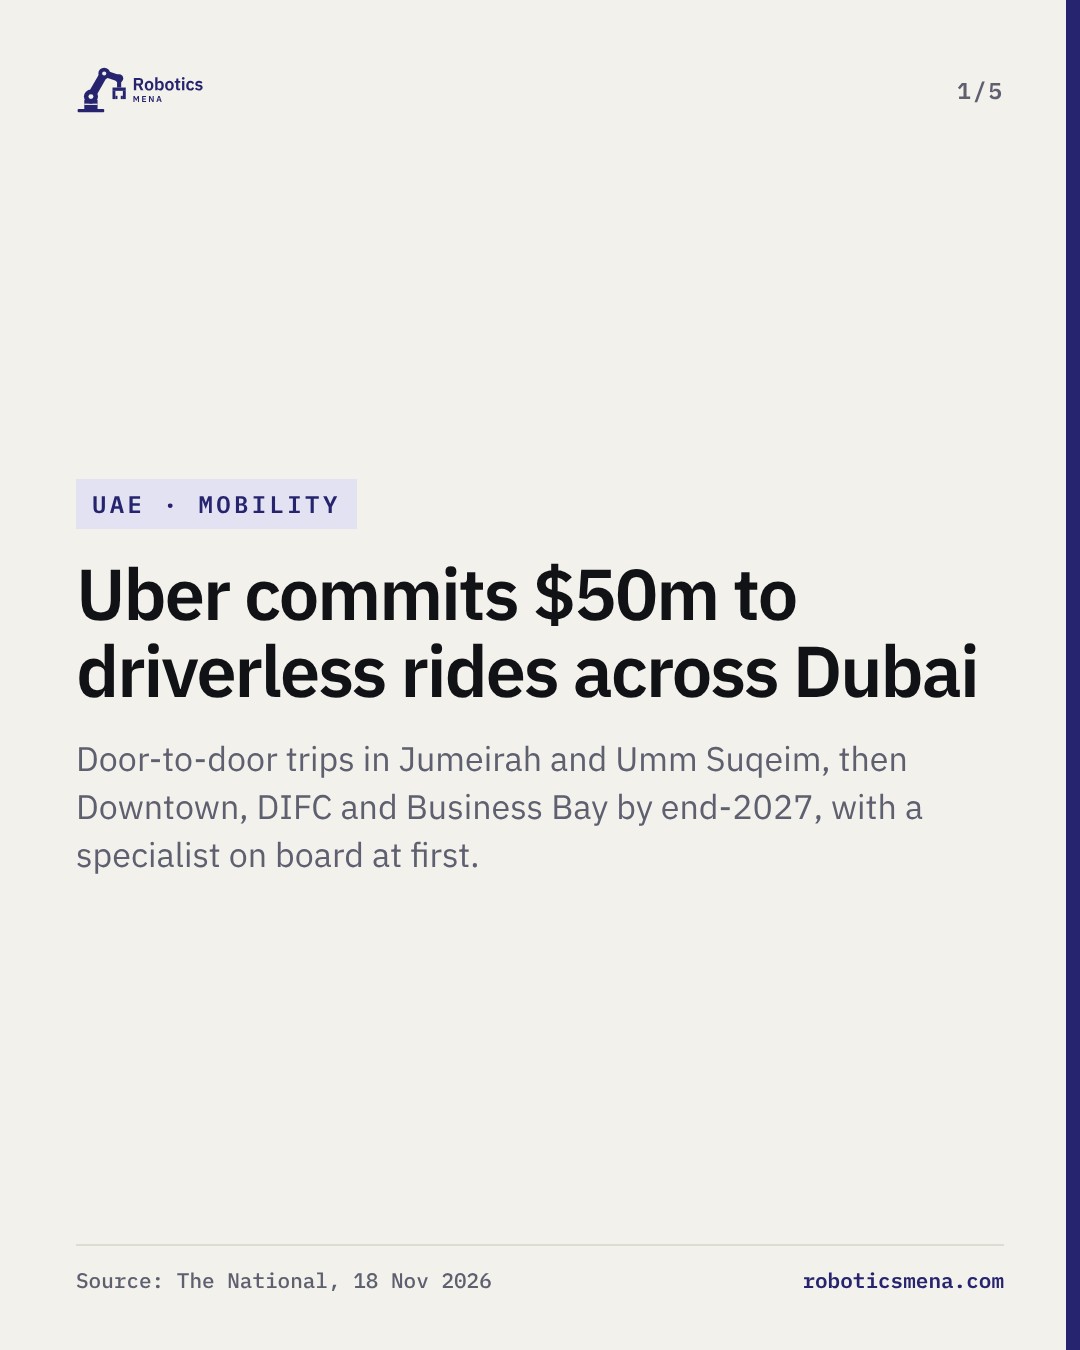 Robotics
MENA
1/5
UAE · MOBILITY
Uber commits $50m to
driverless rides across Dubai
Door-to-door trips in Jumeirah and Umm Suqeim, then
Downtown, DIFC and Business Bay by end-2027, with a
specialist on board at first.
Source: The National, 18 Nov 2026
roboticsmena.com